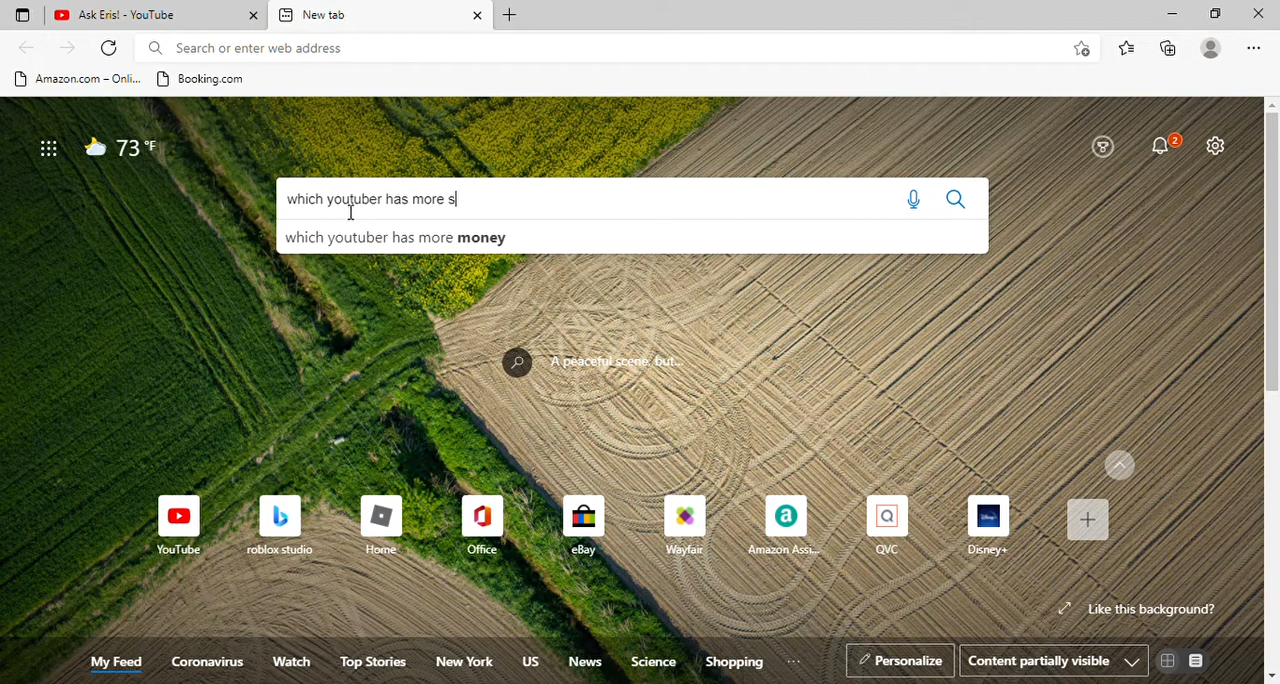 Ask Eris! - YouTube
New tab
Search or enter web address
Amazon.com – Onli...
Booking.com
73 °F
2
which youtuber has more s
which youtuber has more money
A peaceful scene, but...
YouTube
roblox studio
Home
Office
eBay
Wayfair
Amazon Assi...
QVC
Disney+
Like this background?
My Feed
Coronavirus
Watch
Top Stories
New York
US
News
Science
Shopping
...
Personalize
Content partially visible